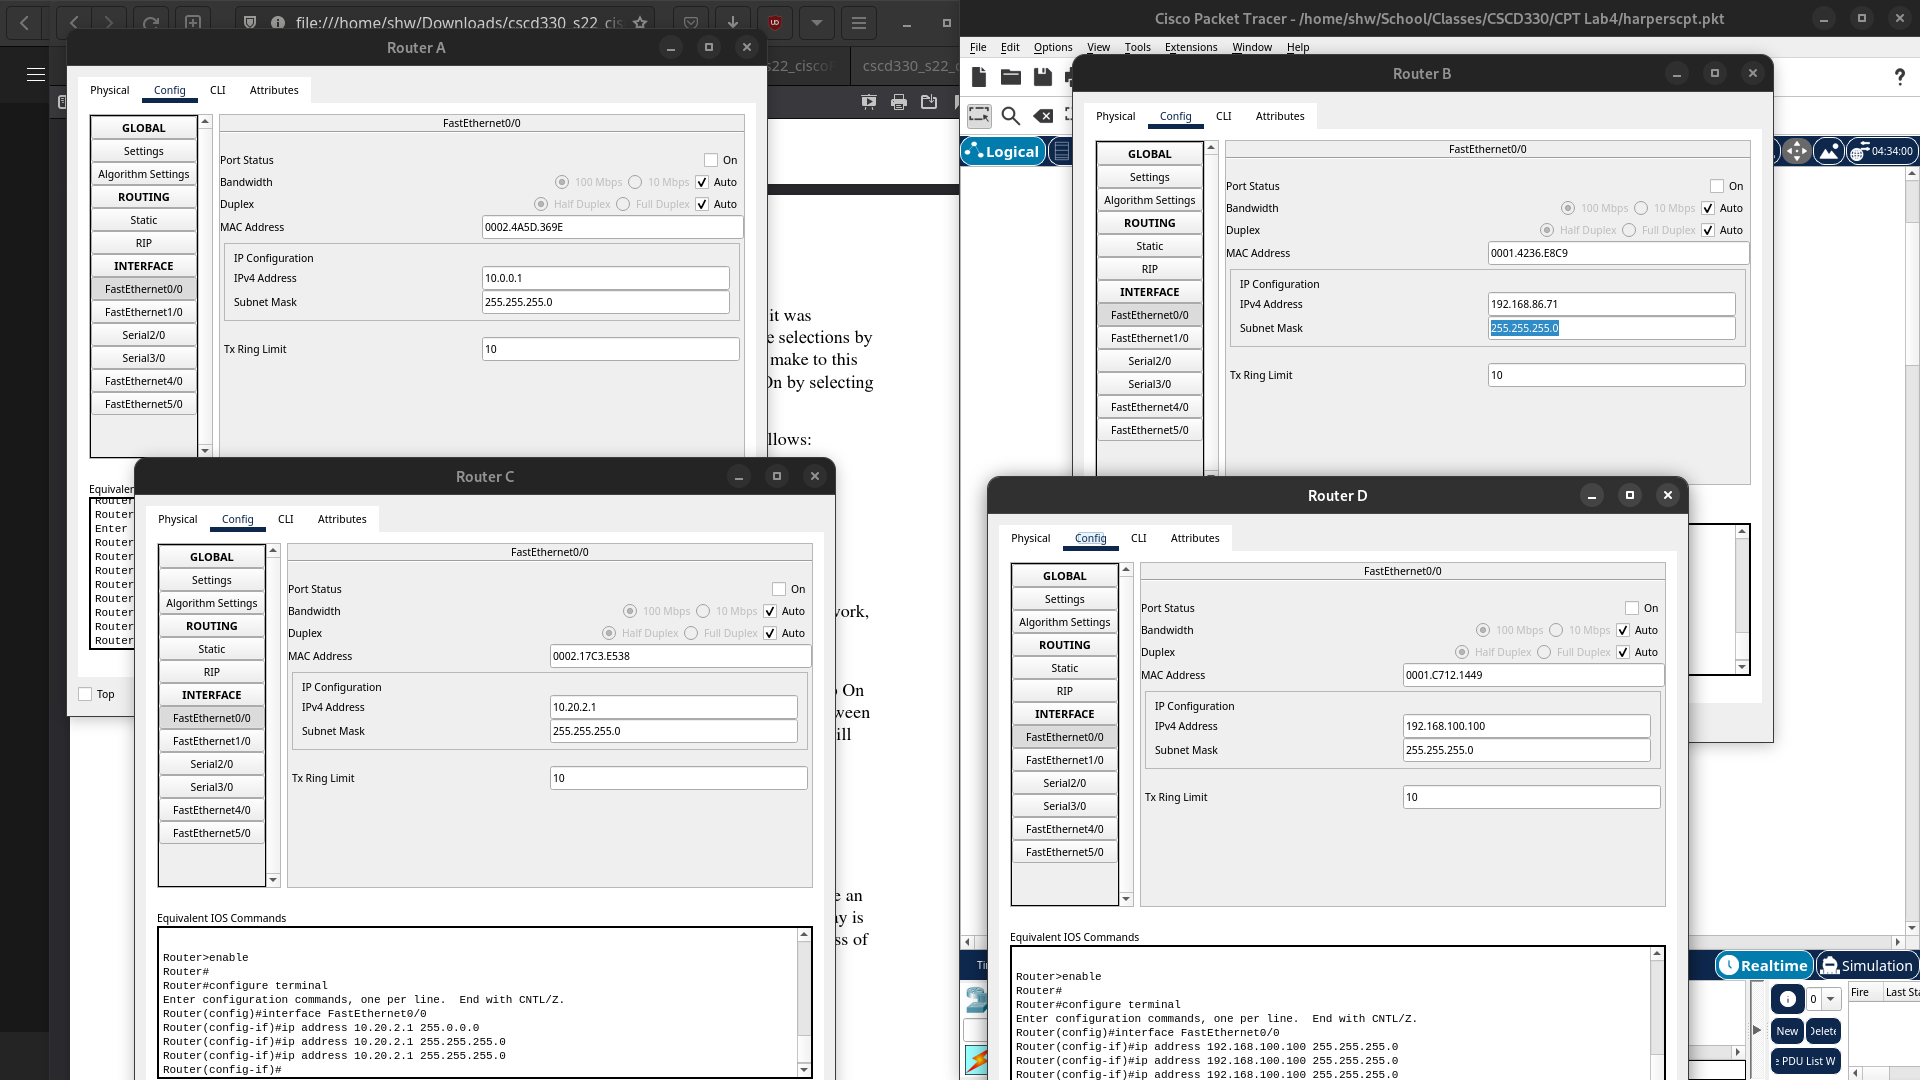 file:///home/shw/Downloads/cscd330_s22_cis
Cisco Packet Tracer - /home/shw/School/Classes/CSCD330/CPT Lab4/harperscpt.pkt
File Edit Options View Tools Extensions Window Help
s22_cisco
cscd330_s22_c
Logical
04:34:00
it was
e selections by
make to this
On by selecting
llows:
work,
On
ween
ill
e an
ay is
ss of
Router A
Physical Config CLI Attributes
GLOBAL
Settings
Algorithm Settings
ROUTING
Static
RIP
INTERFACE
FastEthernet0/0
FastEthernet1/0
Serial2/0
Serial3/0
FastEthernet4/0
FastEthernet5/0
FastEthernet0/0
Port Status On
Bandwidth 100 Mbps 10 Mbps Auto
Duplex Half Duplex Full Duplex Auto
MAC Address 0002.4A5D.369E
IP Configuration
IPv4 Address 10.0.0.1
Subnet Mask 255.255.255.0
Tx Ring Limit 10
Equivalen
Router
Router
Enter
Router
Router
Router
Router
Router
Router
Router
Top
Router B
Physical Config CLI Attributes
GLOBAL
Settings
Algorithm Settings
ROUTING
Static
RIP
INTERFACE
FastEthernet0/0
FastEthernet1/0
Serial2/0
Serial3/0
FastEthernet4/0
FastEthernet5/0
FastEthernet0/0
Port Status On
Bandwidth 100 Mbps 10 Mbps Auto
Duplex Half Duplex Full Duplex Auto
MAC Address 0001.4236.E8C9
IP Configuration
IPv4 Address 192.168.86.71
Subnet Mask 255.255.255.0
Tx Ring Limit 10
Router C
Physical Config CLI Attributes
GLOBAL
Settings
Algorithm Settings
ROUTING
Static
RIP
INTERFACE
FastEthernet0/0
FastEthernet1/0
Serial2/0
Serial3/0
FastEthernet4/0
FastEthernet5/0
FastEthernet0/0
Port Status On
Bandwidth 100 Mbps 10 Mbps Auto
Duplex Half Duplex Full Duplex Auto
MAC Address 0002.17C3.E538
IP Configuration
IPv4 Address 10.20.2.1
Subnet Mask 255.255.255.0
Tx Ring Limit 10
Equivalent IOS Commands
Router>enable
Router#
Router#configure terminal
Enter configuration commands, one per line.  End with CNTL/Z.
Router(config)#interface FastEthernet0/0
Router(config-if)#ip address 10.20.2.1 255.0.0.0
Router(config-if)#ip address 10.20.2.1 255.255.255.0
Router(config-if)#ip address 10.20.2.1 255.255.255.0
Router(config-if)#
Router D
Physical Config CLI Attributes
GLOBAL
Settings
Algorithm Settings
ROUTING
Static
RIP
INTERFACE
FastEthernet0/0
FastEthernet1/0
Serial2/0
Serial3/0
FastEthernet4/0
FastEthernet5/0
FastEthernet0/0
Port Status On
Bandwidth 100 Mbps 10 Mbps Auto
Duplex Half Duplex Full Duplex Auto
MAC Address 0001.C712.1449
IP Configuration
IPv4 Address 192.168.100.100
Subnet Mask 255.255.255.0
Tx Ring Limit 10
Equivalent IOS Commands
Router>enable
Router#
Router#configure terminal
Enter configuration commands, one per line.  End with CNTL/Z.
Router(config)#interface FastEthernet0/0
Router(config-if)#ip address 192.168.100.100 255.255.255.0
Router(config-if)#ip address 192.168.100.100 255.255.255.0
Router(config-if)#ip address 192.168.100.100 255.255.255.0
Ti
Realtime Simulation
0
Fire Last Sta
New Delete
e PDU List W